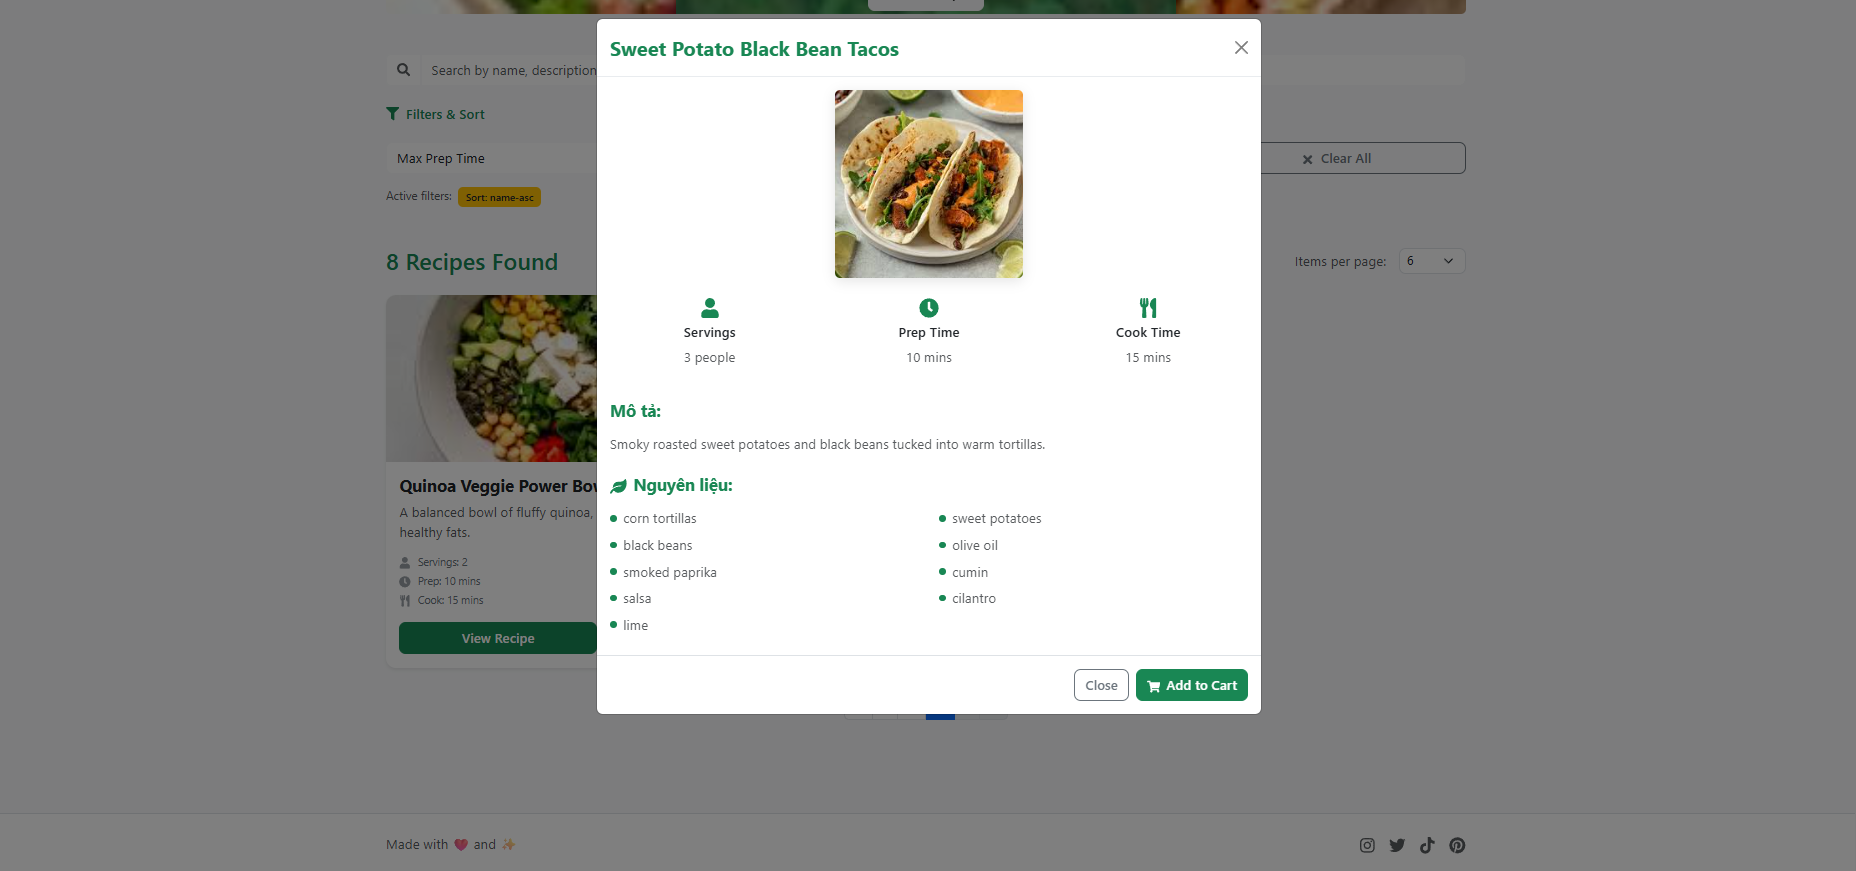 Sweet Potato Black Bean Tacos
Search by name, description
Filters & Sort
Max Prep Time
Clear All
Active filters: Sort: name-asc
8 Recipes Found
Items per page: 6
Servings
3 people
Prep Time
10 mins
Cook Time
15 mins
Mô tả:
Smoky roasted sweet potatoes and black beans tucked into warm tortillas.
Nguyên liệu:
corn tortillas
sweet potatoes
black beans
olive oil
smoked paprika
cumin
salsa
cilantro
lime
Close
Add to Cart
Quinoa Veggie Power
A balanced bowl of fluffy quinoa,
healthy fats.
Servings: 2
Prep: 10 mins
Cook: 15 mins
View Recipe
Made with ❤️ and ✨